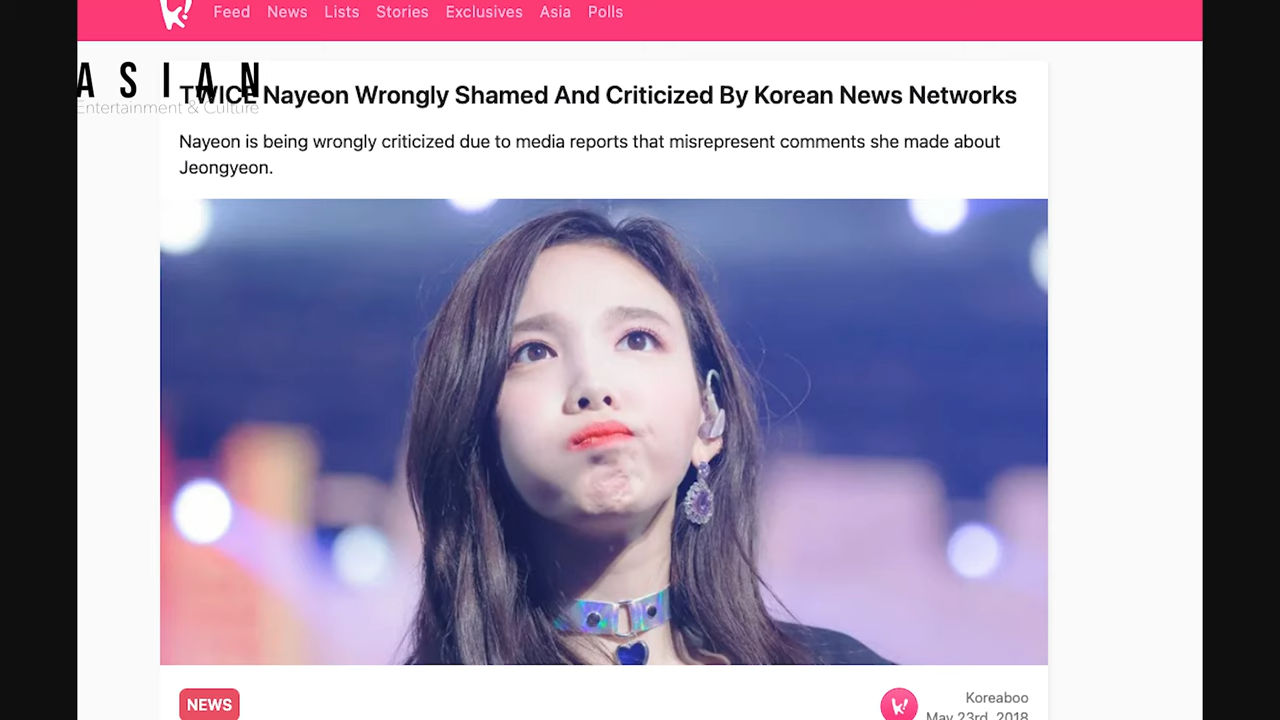 Feed News Lists Stories Exclusives Asia Polls
ASIAN
Entertainment & Culture
TWICE Nayeon Wrongly Shamed And Criticized By Korean News Networks
Nayeon is being wrongly criticized due to media reports that misrepresent comments she made about
Jeongyeon.
NEWS
k!
Koreaboo
May 23rd, 2018